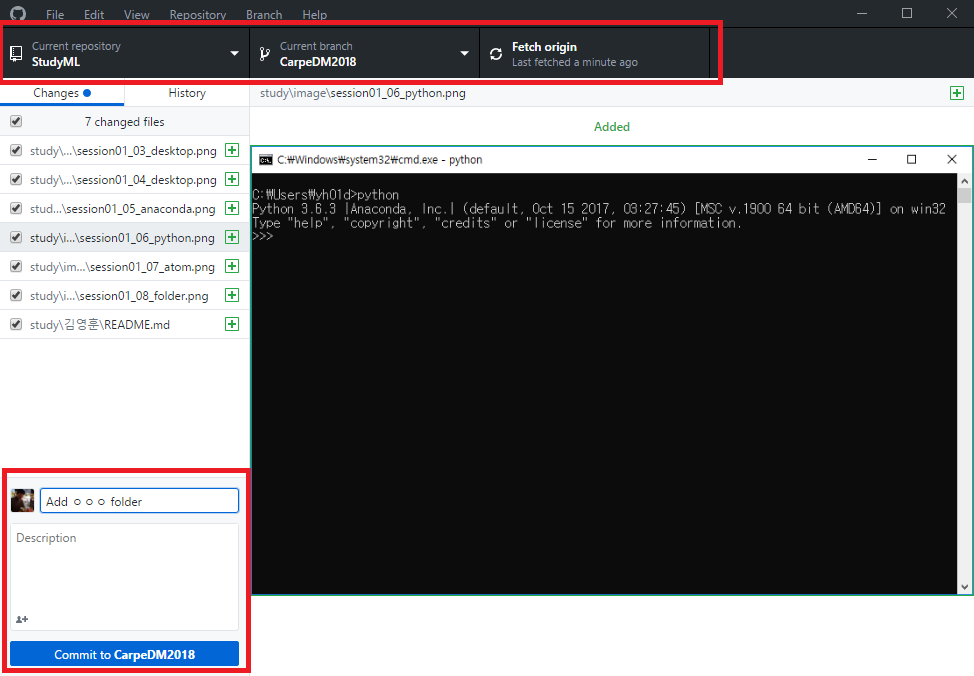 File Edit View Repository Branch Help
Current repository
StudyML
Current branch
CarpeDM2018
Fetch origin
Last fetched a minute ago
Changes
History
7 changed files
study\...\session01_03_desktop.png
study\...\session01_04_desktop.png
stud...\session01_05_anaconda.png
study\i...\session01_06_python.png
study\im...\session01_07_atom.png
study\i...\session01_08_folder.png
study\김영훈\README.md
Add ㅇㅇㅇ folder
Description
Commit to CarpeDM2018
study\image\session01_06_python.png
Added
C:₩Windows₩system32₩cmd.exe - python
C:₩Users₩yh01d>python
Python 3.6.3 |Anaconda, Inc.| (default, Oct 15 2017, 03:27:45) [MSC v.1900 64 bit (AMD64)] on win32
Type "help", "copyright", "credits" or "license" for more information.
>>>